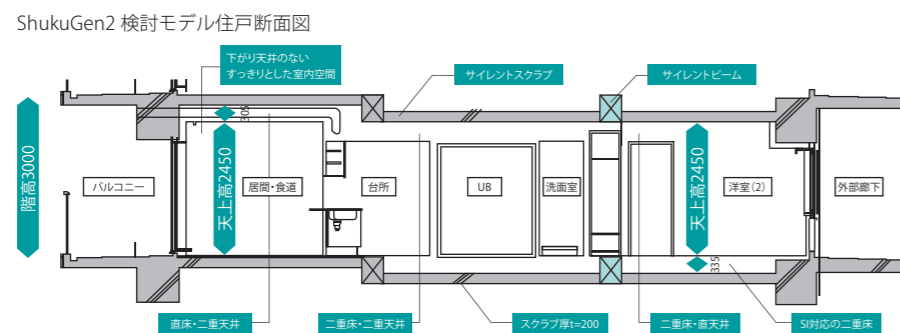 ShukuGen2 検討モデル住戸断面図
下がり天井のない
すっきりとした室内空間
サイレントスクラブ
サイレントビーム
305
階高3000
バルコニー
天上高2450
居間・食道
台所
UB
洗面室
天上高2450
洋室(2)
外部廊下
335
直床・二重天井
二重床・二重天井
スクラブ厚t=200
二重床・直天井
SI対応の二重床